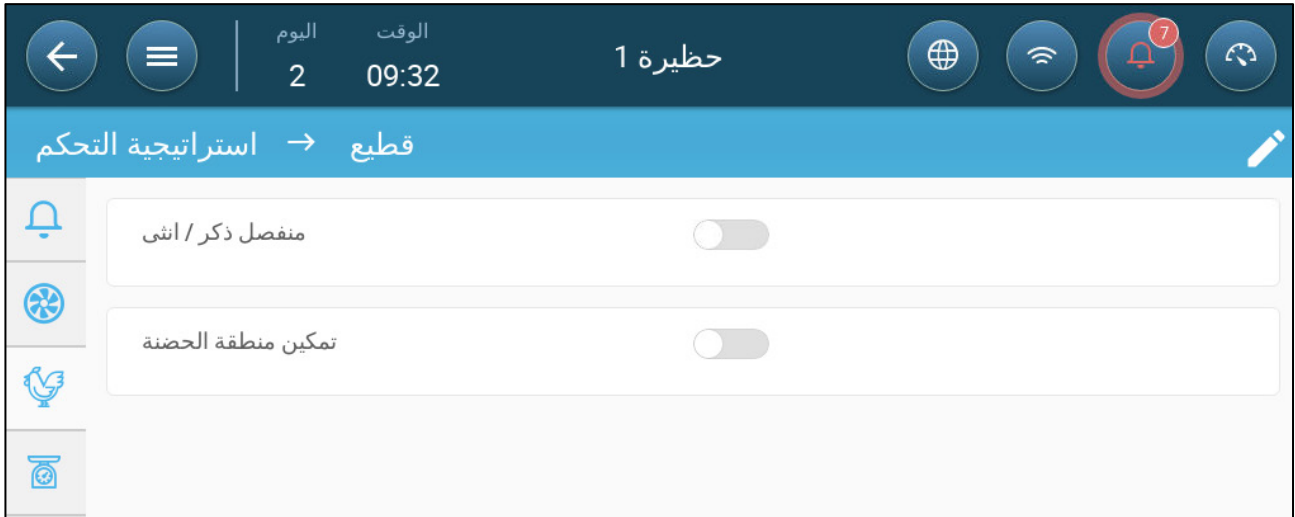 اليوم
الوقت
2
09:32
حظيرة 1
7
استراتيجية التحكم → قطيع
منفصل ذكر / انثى
تمكين منطقة الحضنة